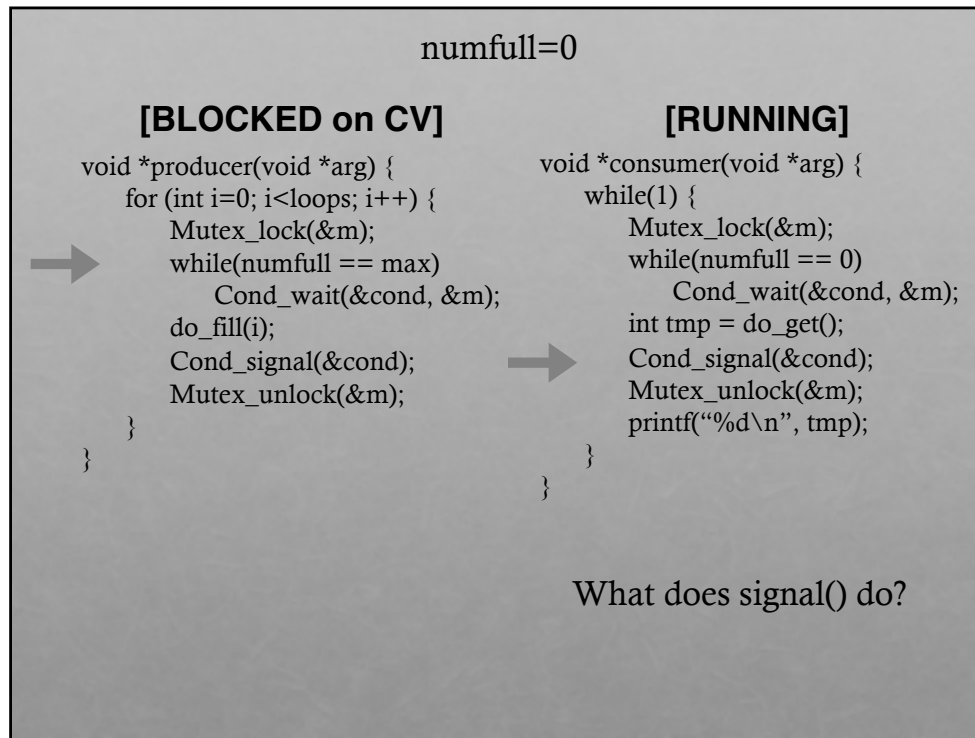 numfull=0
[BLOCKED on CV]
void *producer(void *arg) {
for (int i=0; i<loops; i++) {
Mutex_lock(&m);
while(numfull == max)
Cond_wait(&cond, &m);
do_fill(i);
Cond_signal(&cond);
Mutex_unlock(&m);
}
}
[RUNNING]
void *consumer(void *arg) {
while(1) {
Mutex_lock(&m);
while(numfull == 0)
Cond_wait(&cond, &m);
int tmp = do_get();
Cond_signal(&cond);
Mutex_unlock(&m);
printf(“%d\n”, tmp);
}
}
What does signal() do?